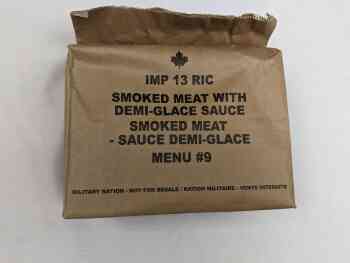 IMP 13 RIC
SMOKED MEAT WITH
DEMI-GLACE SAUCE
SMOKED MEAT
- SAUCE DEMI-GLACE
MENU #9
MILITARY RATION - NOT FOR RESALE / RATION MILITAIRE - VENTE INTERDITE